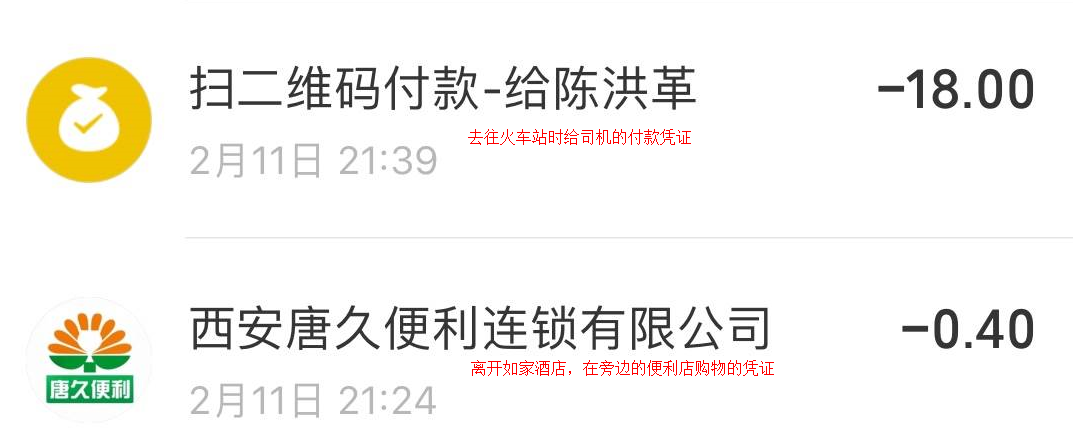 扫二维码付款-给陈洪革
-18.00
去往火车站时给司机的付款凭证
2月11日 21:39
西安唐久便利连锁有限公司
-0.40
离开如家酒店，在旁边的便利店购物的凭证
唐久便利
2月11日 21:24